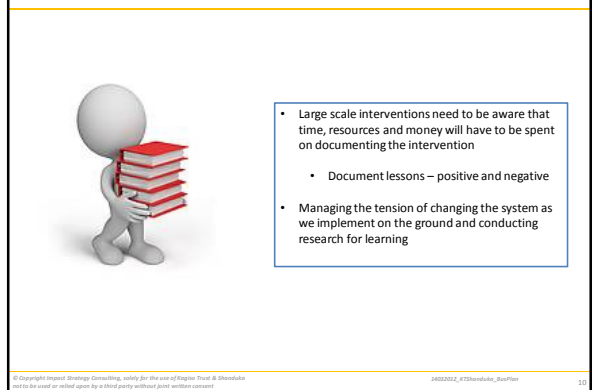 • Large scale interventions need to be aware that
time, resources and money will have to be spent
on documenting the intervention
• Document lessons – positive and negative
• Managing the tension of changing the system as
we implement on the ground and conducting
research for learning
© Copyright Impact Strategy Consulting, solely for the use of Kagiso Trust & Shanduka
not to be used or relied upon by a third party without joint written consent
14082012_KTShanduka_BusPlan
10